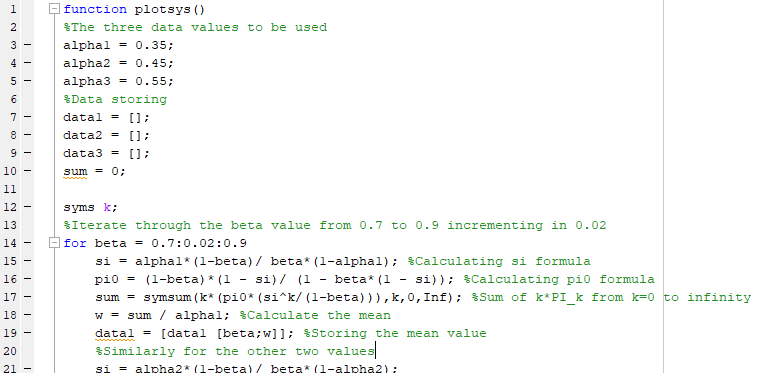 1 function plotsys()
2 %The three data values to be used
3 - alpha1 = 0.35;
4 - alpha2 = 0.45;
5 - alpha3 = 0.55;
6 %Data storing
7 - data1 = [];
8 - data2 = [];
9 - data3 = [];
10 - sum = 0;
11
12 - syms k;
13 %Iterate through the beta value from 0.7 to 0.9 incrementing in 0.02
14 - for beta = 0.7:0.02:0.9
15 - si = alpha1*(1-beta)/ beta*(1-alpha1); %Calculating si formula
16 - pi0 = (1-beta)*(1 - si)/ (1 - beta*(1 - si)); %Calculating pi0 formula
17 - sum = symsum(k*(pi0*(si^k/(1-beta))),k,0,Inf); %Sum of k*PI_k from k=0 to infinity
18 - w = sum / alpha1; %Calculate the mean
19 - data1 = [data1 [beta;w]]; %Storing the mean value
20 %Similarly for the other two values
21 - si = alpha2*(1-beta)/ beta*(1-alpha2);